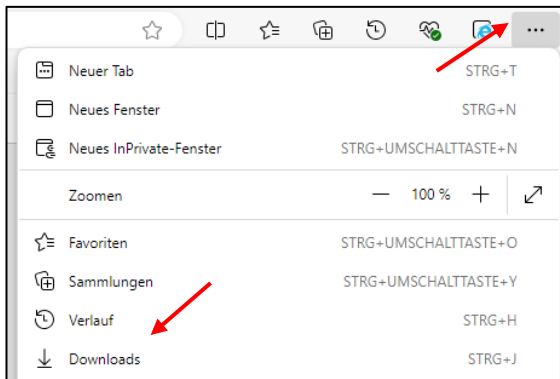 Neuer Tab STRG+T
Neues Fenster STRG+N
Neues InPrivate-Fenster STRG+UMSCHALTTASTE+N
Zoomen — 100 % +
Favoriten STRG+UMSCHALTTASTE+O
Sammlungen STRG+UMSCHALTTASTE+Y
Verlauf STRG+H
Downloads STRG+J